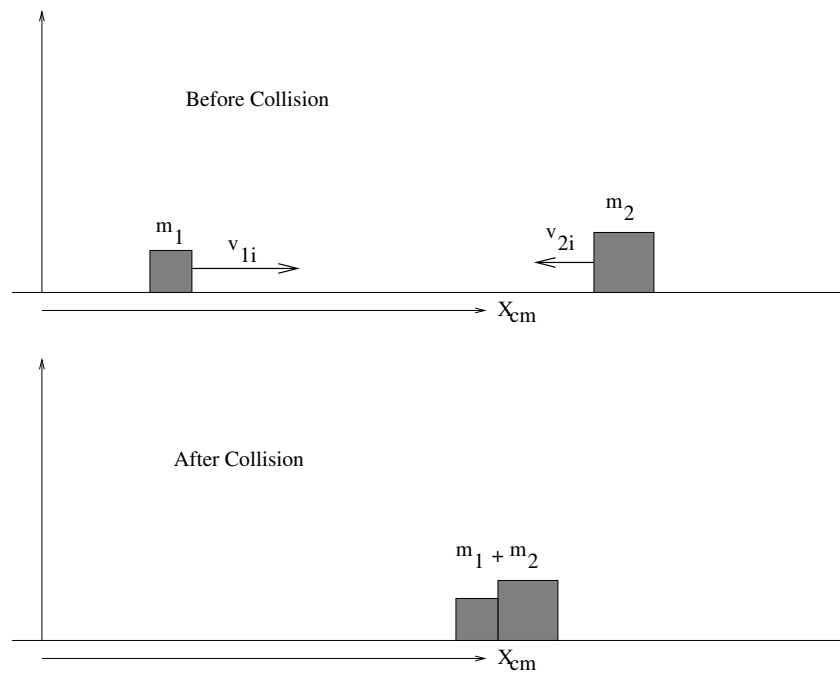 Before Collision
m1
v1i
v2i
m2
Xcm
After Collision
m1 + m2
Xcm